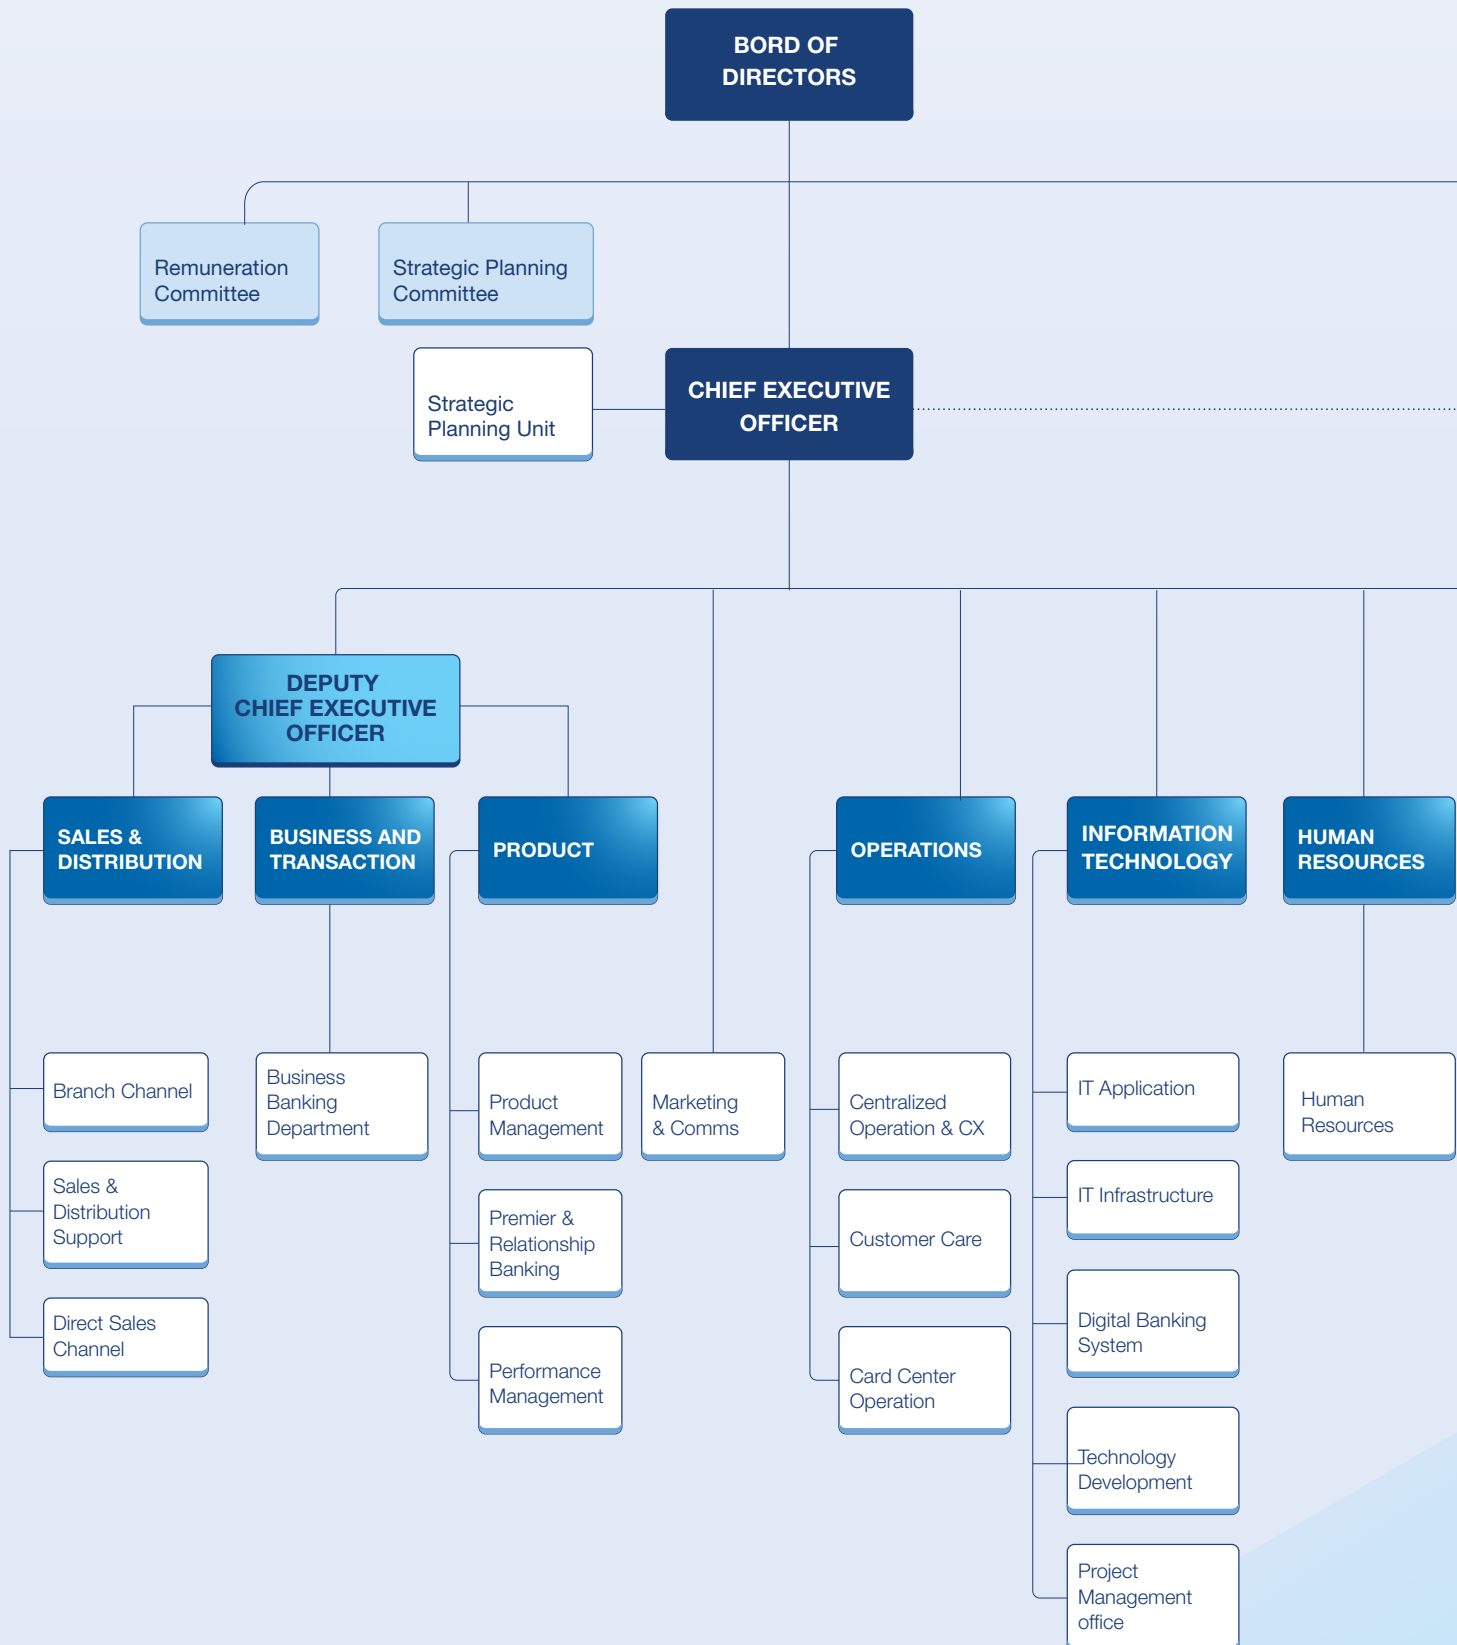 BORD OF
DIRECTORS
Remuneration
Committee
Strategic Planning
Committee
Strategic
Planning Unit
CHIEF EXECUTIVE
OFFICER
DEPUTY
CHIEF EXECUTIVE
OFFICER
SALES &
DISTRIBUTION
BUSINESS AND
TRANSACTION
PRODUCT
OPERATIONS
INFORMATION
TECHNOLOGY
HUMAN
RESOURCES
Branch Channel
Sales &
Distribution
Support
Direct Sales
Channel
Business
Banking
Department
Product
Management
Premier &
Relationship
Banking
Performance
Management
Marketing
& Comms
Centralized
Operation & CX
Customer Care
Card Center
Operation
IT Application
IT Infrastructure
Digital Banking
System
Technology
Development
Project
Management
office
Human
Resources